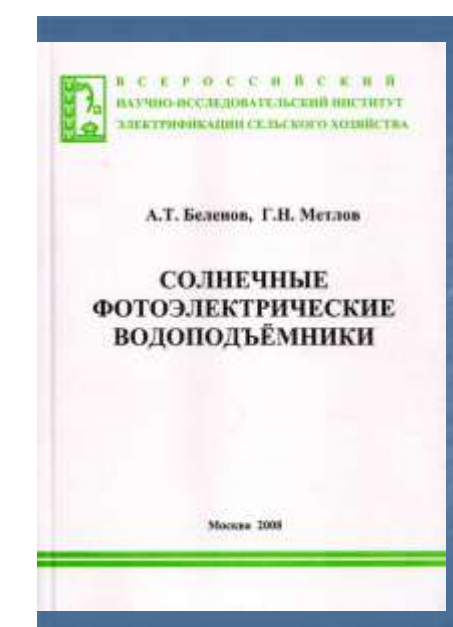 ВСЕРОССИЙСКИЙ
НАУЧНО-ИССЛЕДОВАТЕЛЬСКИЙ ИНСТИТУТ
ЭЛЕКТРИФИКАЦИИ СЕЛЬСКОГО ХОЗЯЙСТВА
А.Т. Беленов, Г.Н. Метлов
СОЛНЕЧНЫЕ
ФОТОЭЛЕКТРИЧЕСКИЕ
ВОДОПОДЪЁМНИКИ
Москва 2008